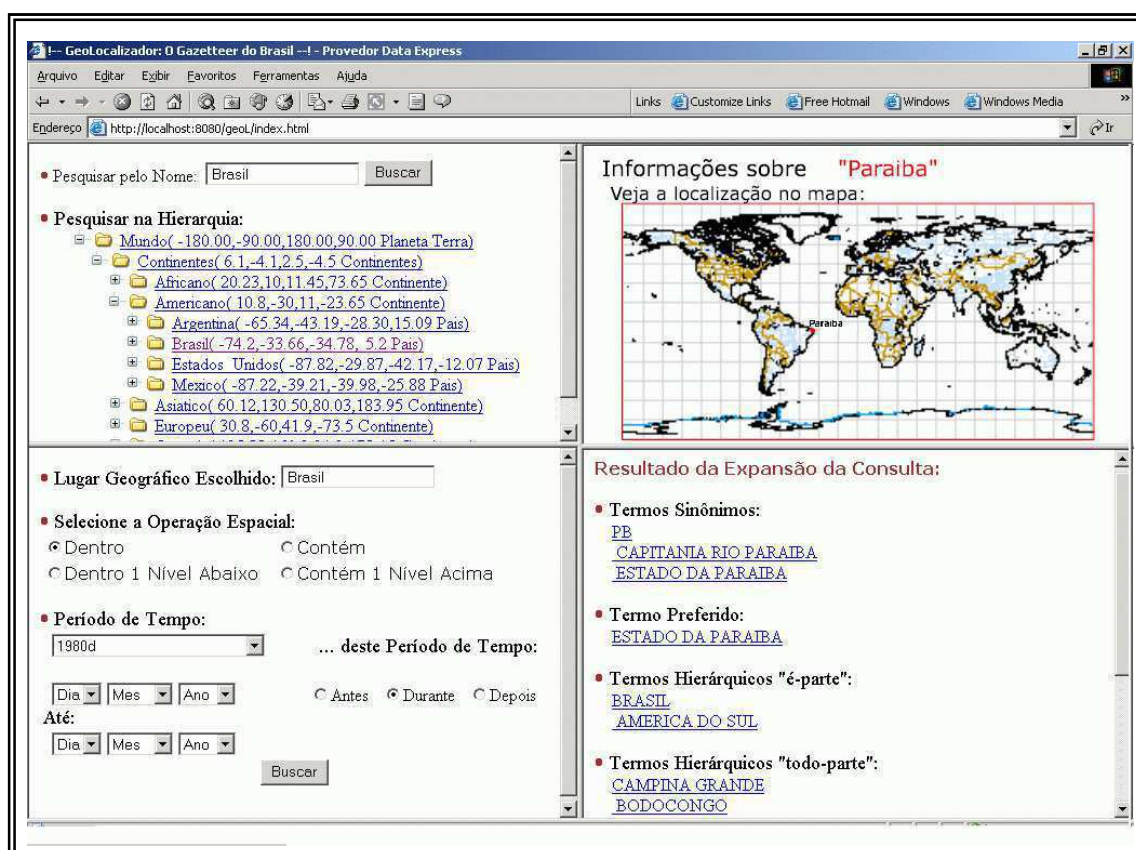 !-- GeoLocalizador: O Gazetteer do Brasil --! - Provedor Data Express
Arquivo Editar Exibir Favoritos Ferramentas Ajuda
Links Customize Links Free Hotmail Windows Windows Media »
Endereço http://localhost:8080/geoL/index.html Ir
• Pesquisar pelo Nome: Brasil Buscar
• Pesquisar na Hierarquia:
Mundo( -180.00,-90.00,180.00,90.00 Planeta Terra)
Continentes( 6.1,-4.1,2.5,-4.5 Continentes)
Africano( 20.23,10,11.45,73.65 Continente)
Americano( 10.8,-30,11,-23.65 Continente)
Argentina( -65.34,-43.19,-28.30,15.09 Pais)
Brasil( -74.2,-33.66,-34.78, 5.2 Pais)
Estados_Unidos( -87.82,-29.87,-42.17,-12.07 Pais)
Mexico( -87.22,-39.21,-39.98,-25.88 Pais)
Asiatico( 60.12,130.50,80.03,183.95 Continente)
Europeu( 30.8,-60,41.9,-73.5 Continente)
Informações sobre "Paraiba"
Veja a localização no mapa:
Paraiba
• Lugar Geográfico Escolhido: Brasil
• Selecione a Operação Espacial:
Dentro Contém
Dentro 1 Nível Abaixo Contém 1 Nível Acima
• Período de Tempo:
1980d ... deste Período de Tempo:
Dia Mes Ano Antes Durante Depois
Até:
Dia Mes Ano
Buscar
Resultado da Expansão da Consulta:
• Termos Sinônimos:
PB
CAPITANIA RIO PARAIBA
ESTADO DA PARAIBA
• Termo Preferido:
ESTADO DA PARAIBA
• Termos Hierárquicos "é-parte":
BRASIL
AMERICA DO SUL
• Termos Hierárquicos "todo-parte":
CAMPINA GRANDE
BODOCONGO